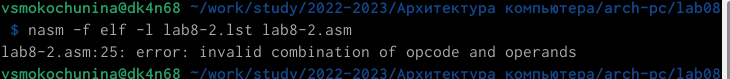 vsmokochunina@dk4n68 ~/work/study/2022-2023/Архитектура компьютера/arch-pc/lab08
$ nasm -f elf -l lab8-2.lst lab8-2.asm
lab8-2.asm:25: error: invalid combination of opcode and operands
vsmokochunina@dk4n68 ~/work/study/2022-2023/Архитектура компьютера/arch-pc/lab08